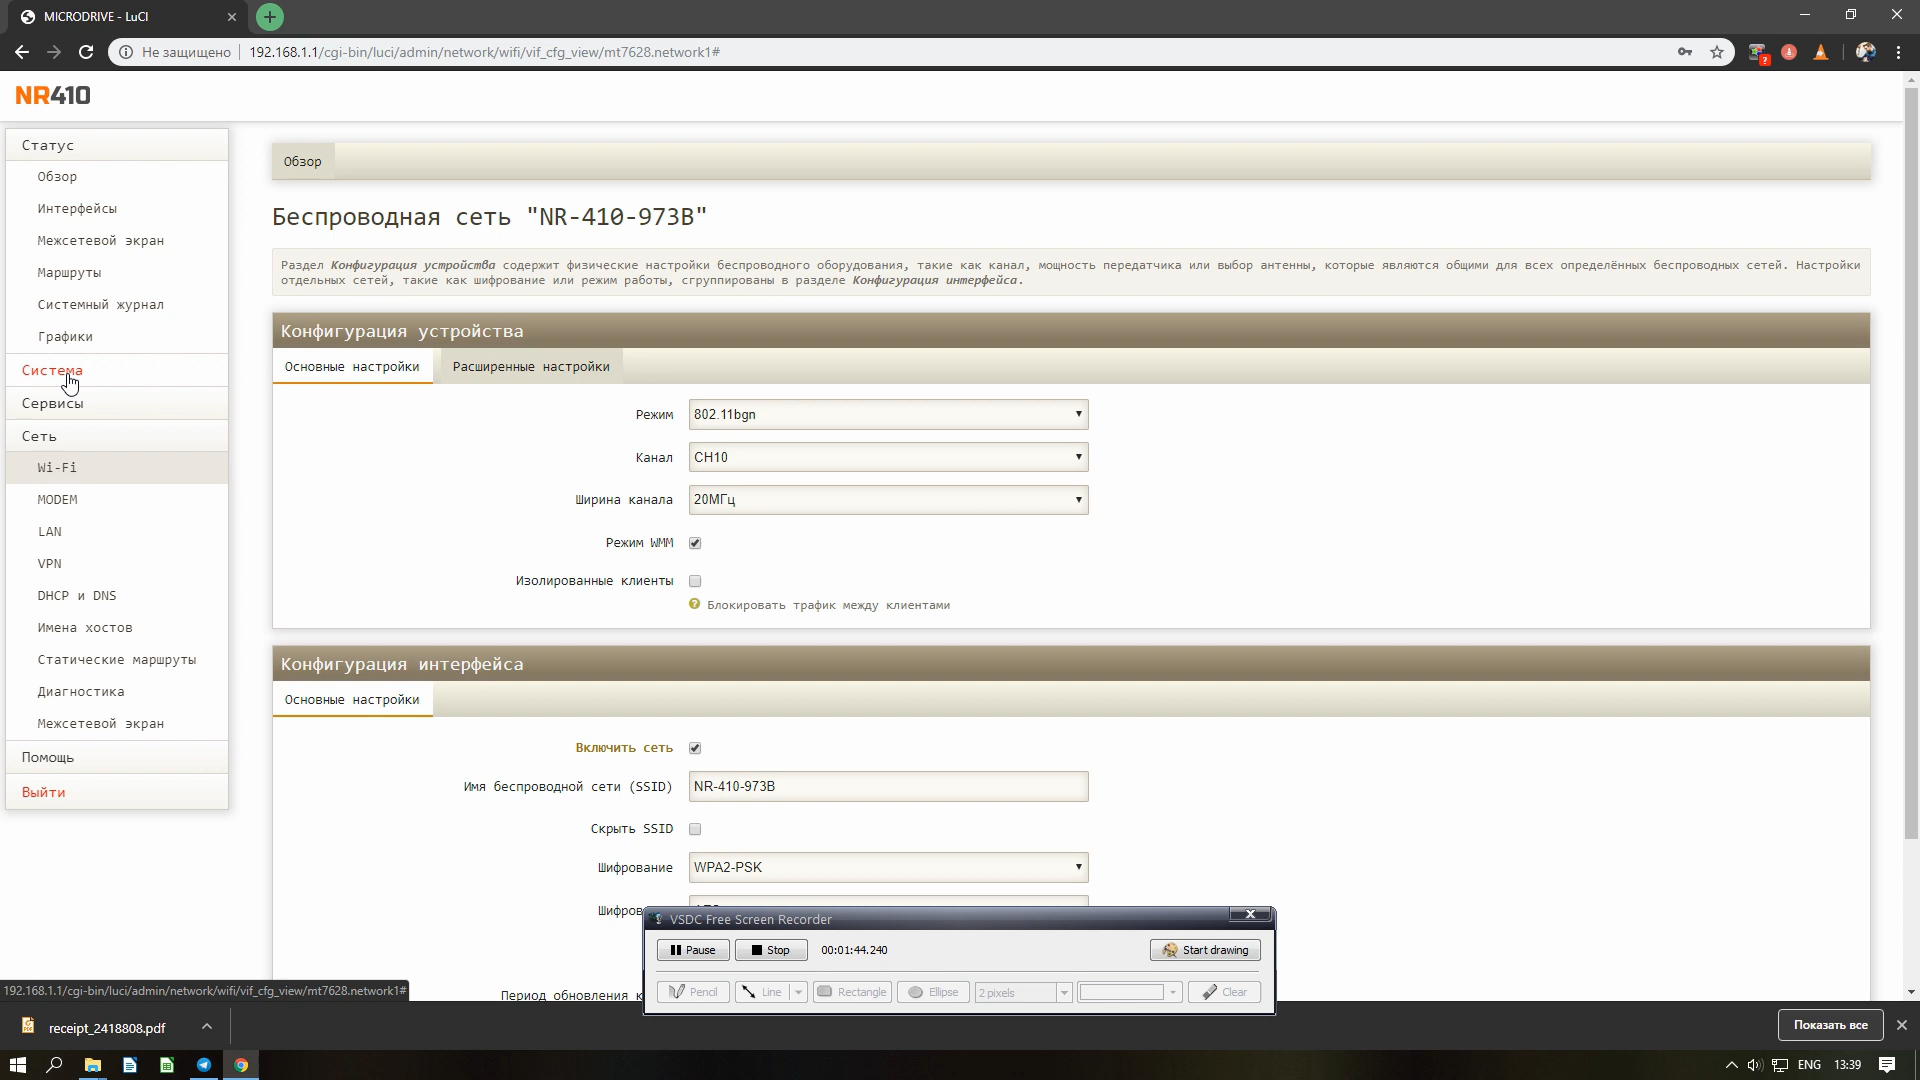 MICRODRIVE - LuCI
Не защищено
192.168.1.1/cgi-bin/luci/admin/network/wifi/vif_cfg_view/mt7628.network1#
NR410
Статус
Обзор
Интерфейсы
Межсетевой экран
Маршруты
Системный журнал
Графики
Система
Сервисы
Сеть
Wi-Fi
MODEM
LAN
VPN
DHCP и DNS
Имена хостов
Статические маршруты
Диагностика
Межсетевой экран
Помощь
Выйти
Обзор
Беспроводная сеть "NR-410-973B"
Раздел Конфигурация устройства содержит физические настройки беспроводного оборудования, такие как канал, мощность передатчика или выбор антенны, которые являются общими для всех определённых беспроводных сетей. Настройки
отдельных сетей, такие как шифрование или режим работы, сгруппированы в разделе Конфигурация интерфейса.
Конфигурация устройства
Основные настройки Расширенные настройки
Режим 802.11bgn
Канал CH10
Ширина канала 20МГц
Режим WMM
Изолированные клиенты
Блокировать трафик между клиентами
Конфигурация интерфейса
Основные настройки
Включить сеть
Имя беспроводной сети (SSID) NR-410-973B
Скрыть SSID
Шифрование WPA2-PSK
Шифров
Период обновления к
VSDC Free Screen Recorder
Pause Stop 00:01:44.240 Start drawing
Pencil Line Rectangle Ellipse 2 pixels Clear
192.168.1.1/cgi-bin/luci/admin/network/wifi/vif_cfg_view/mt7628.network1#
receipt_2418808.pdf
Показать все
ENG 13:39